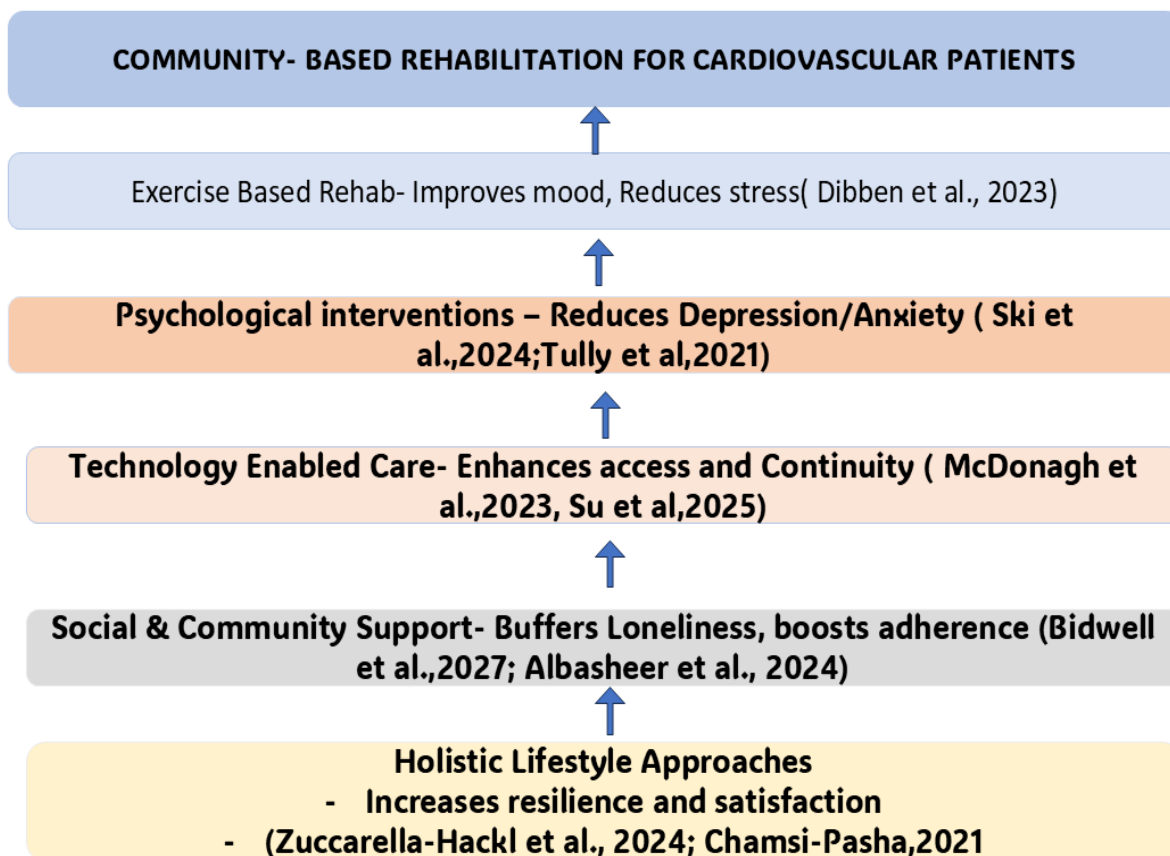 COMMUNITY- BASED REHABILITATION FOR CARDIOVASCULAR PATIENTS
Exercise Based Rehab- Improves mood, Reduces stress( Dibben et al., 2023)
Psychological interventions – Reduces Depression/Anxiety ( Ski et
al.,2024;Tully et al,2021)
Technology Enabled Care- Enhances access and Continuity ( McDonagh et
al.,2023, Su et al,2025)
Social & Community Support- Buffers Loneliness, boosts adherence (Bidwell
et al.,2027; Albasheer et al., 2024)
Holistic Lifestyle Approaches
- Increases resilience and satisfaction
- (Zuccarella-Hackl et al., 2024; Chamsi-Pasha,2021